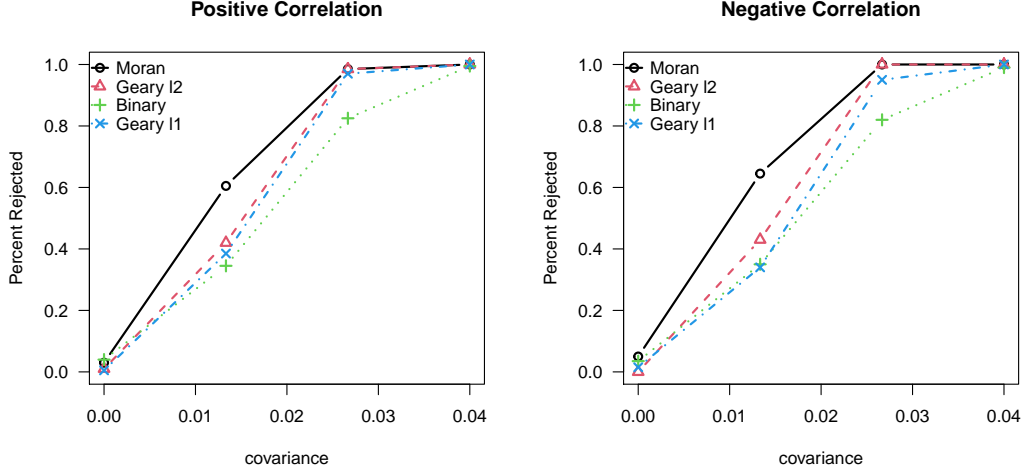 Positive Correlation
Percent Rejected
1.0
0.8
0.6
0.4
0.2
0.0
Moran
Geary l2
Binary
Geary l1
0.00 0.01 0.02 0.03 0.04
covariance
Negative Correlation
Percent Rejected
1.0
0.8
0.6
0.4
0.2
0.0
Moran
Geary l2
Binary
Geary l1
0.00 0.01 0.02 0.03 0.04
covariance